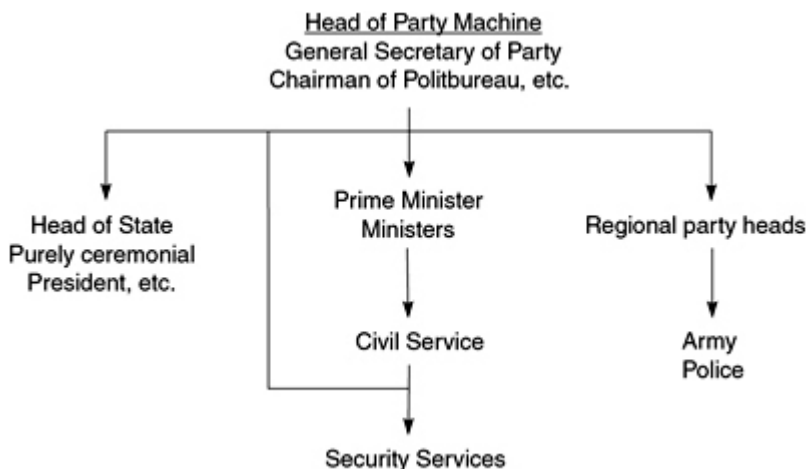 Head of Party Machine
General Secretary of Party
Chairman of Politbureau, etc.
Head of State
Purely ceremonial
President, etc.
Prime Minister
Ministers
Regional party heads
Civil Service
Army
Police
Security Services